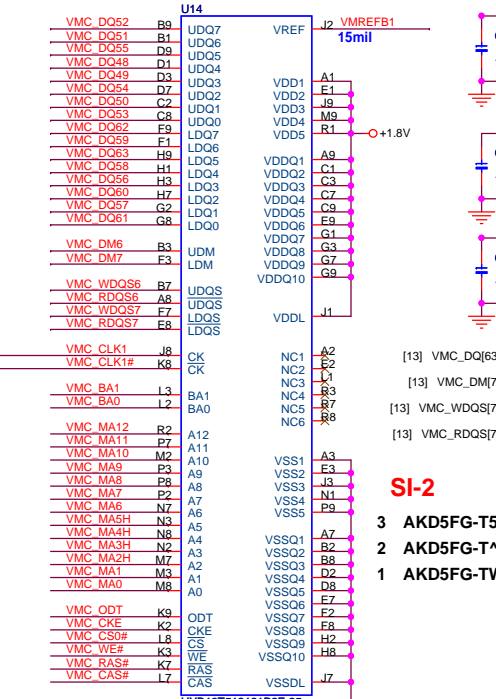 U14
VMC_DQ52 B9 UDQ7 VREF J2 VMREFB1
VMC_DQ51 B1 UDQ6 15mil
VMC_DQ55 D9 UDQ5
VMC_DQ48 D1 UDQ4
VMC_DQ49 D3 UDQ3 VDD1 A1
VMC_DQ54 D7 UDQ2 VDD2 E1
VMC_DQ50 C2 UDQ1 VDD3 J9
VMC_DQ53 C8 UDQ0 VDD4 M9
VMC_DQ62 F9 LDQ7 VDD5 R1 +1.8V
VMC_DQ59 F1 LDQ6
VMC_DQ63 H9 LDQ5 VDDQ1 A9
VMC_DQ58 H1 LDQ4 VDDQ2 C1
VMC_DQ56 H3 LDQ3 VDDQ3 C3
VMC_DQ60 H7 LDQ2 VDDQ4 C7
VMC_DQ57 G2 LDQ1 VDDQ5 C9
VMC_DQ61 G8 LDQ0 VDDQ6 E9
VDDQ7 G1
VMC_DM6 B3 UDM VDDQ8 G3
VMC_DM7 F3 LDM VDDQ9 G7
VDDQ10 G9
VMC_WDQS6 B7 UDQS
VMC_RDQS6 A8 UDQS
VMC_WDQS7 F7 LDQS VDDL J1
VMC_RDQS7 E8 LDQS
VMC_CLK1 J8 CK NC1 A2 [13] VMC_DQ[63
VMC_CLK1# K8 CK NC2 E2
NC3 L1 [13] VMC_DM[7
VMC_BA1 L3 BA1 NC4 R3
VMC_BA0 L2 BA0 NC5 R7 [13] VMC_WDQS[7
NC6 R8
VMC_MA12 R2 A12 [13] VMC_RDQS[7
VMC_MA11 P7 A11
VMC_MA10 M2 A10 VSS1 A3
VMC_MA9 P3 A9 VSS2 E3
VMC_MA8 P8 A8 VSS3 J3 SI-2
VMC_MA7 P2 A7 VSS4 N1
VMC_MA6 N7 A6 VSS5 P9
VMC_MA5H N3 A5 3 AKD5FG-T5
VMC_MA4H N8 A4 VSSQ1 A7
VMC_MA3H N2 A3 VSSQ2 B2 2 AKD5FG-T^
VMC_MA2H M7 A2 VSSQ3 B8
VMC_MA1 M3 A1 VSSQ4 D2 1 AKD5FG-TW
VMC_MA0 M8 A0 VSSQ5 D8
VSSQ6 E7
VMC_ODT K9 ODT VSSQ7 F2
VMC_CKE K2 CKE VSSQ8 F8
VMC_CS0# L8 CS VSSQ9 H2
VMC_WE# K3 WE VSSQ10 H8
VMC_RAS# K7 RAS
VMC_CAS# L7 CAS VSSDL J7